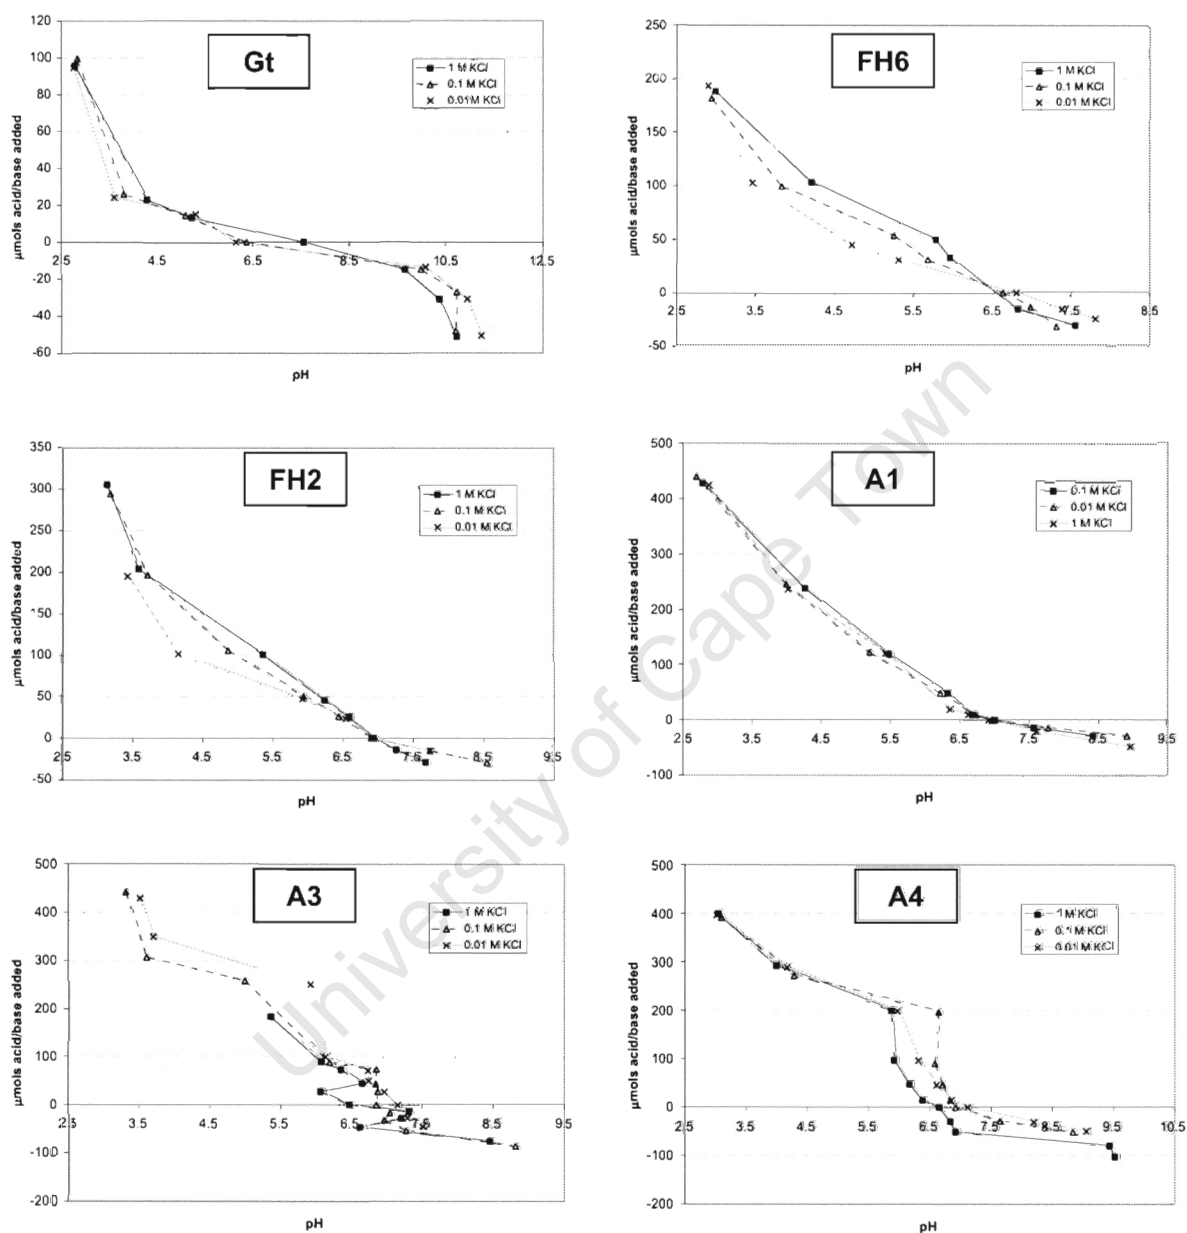 Gt
1 M KCl
0.1 M KCl
0.01M KCl
120
100
80
60
40
20
0
-20
-40
-60
2.5
4.5
6.5
8.5
10.5
12.5
µmols acid/base added
pH
FH6
1 M KCl
0.1 M KCl
0.01 M KCl
250
200
150
100
50
0
-50
2.5
3.5
4.5
5.5
6.5
7.5
8.5
µmols acid/base added
pH
FH2
1 M KCl
0.1 M KCl
0.01 M KCl
350
300
250
200
150
100
50
0
-50
2.5
3.5
4.5
5.5
6.5
7.5
8.5
9.5
µmols acid/base added
pH
A1
0.1 M KCl
0.01 M KCl
1 M KCl
500
400
300
200
100
0
-100
2.5
3.5
4.5
5.5
6.5
7.5
8.5
9.5
µmols acid/base added
pH
A3
1 M KCl
0.1 M KCl
0.01 M KCl
500
400
300
200
100
0
-100
-200
2.5
3.5
4.5
5.5
6.5
7.5
8.5
9.5
µmols acid/base added
pH
A4
1 M KCl
0.1 M KCl
0.01 M KCl
500
400
300
200
100
0
-100
-200
2.5
3.5
4.5
5.5
6.5
7.5
8.5
9.5
10.5
µmols acid/base added
pH
University of Cape Town